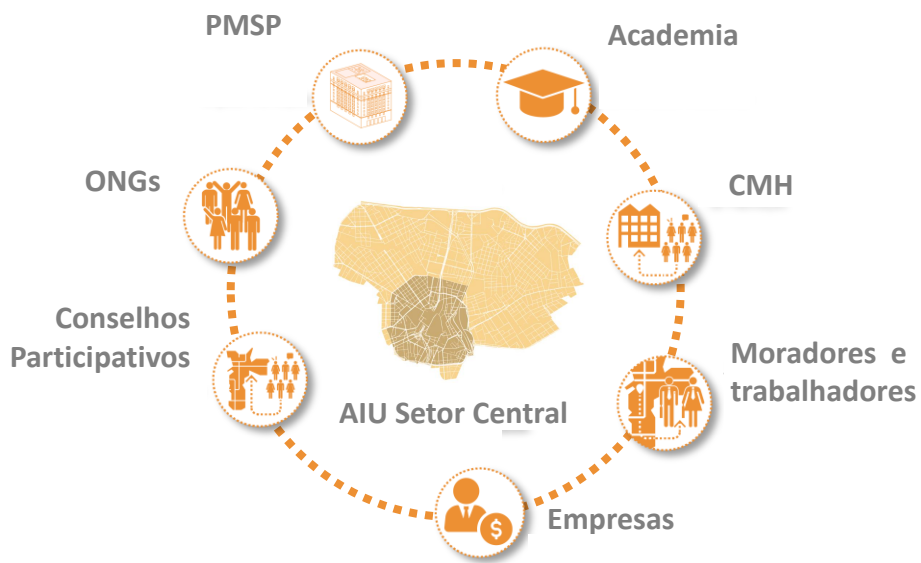 PMSP
Academia
ONGs
CMH
Conselhos
Participativos
Moradores e
trabalhadores
AIU Setor Central
Empresas
$